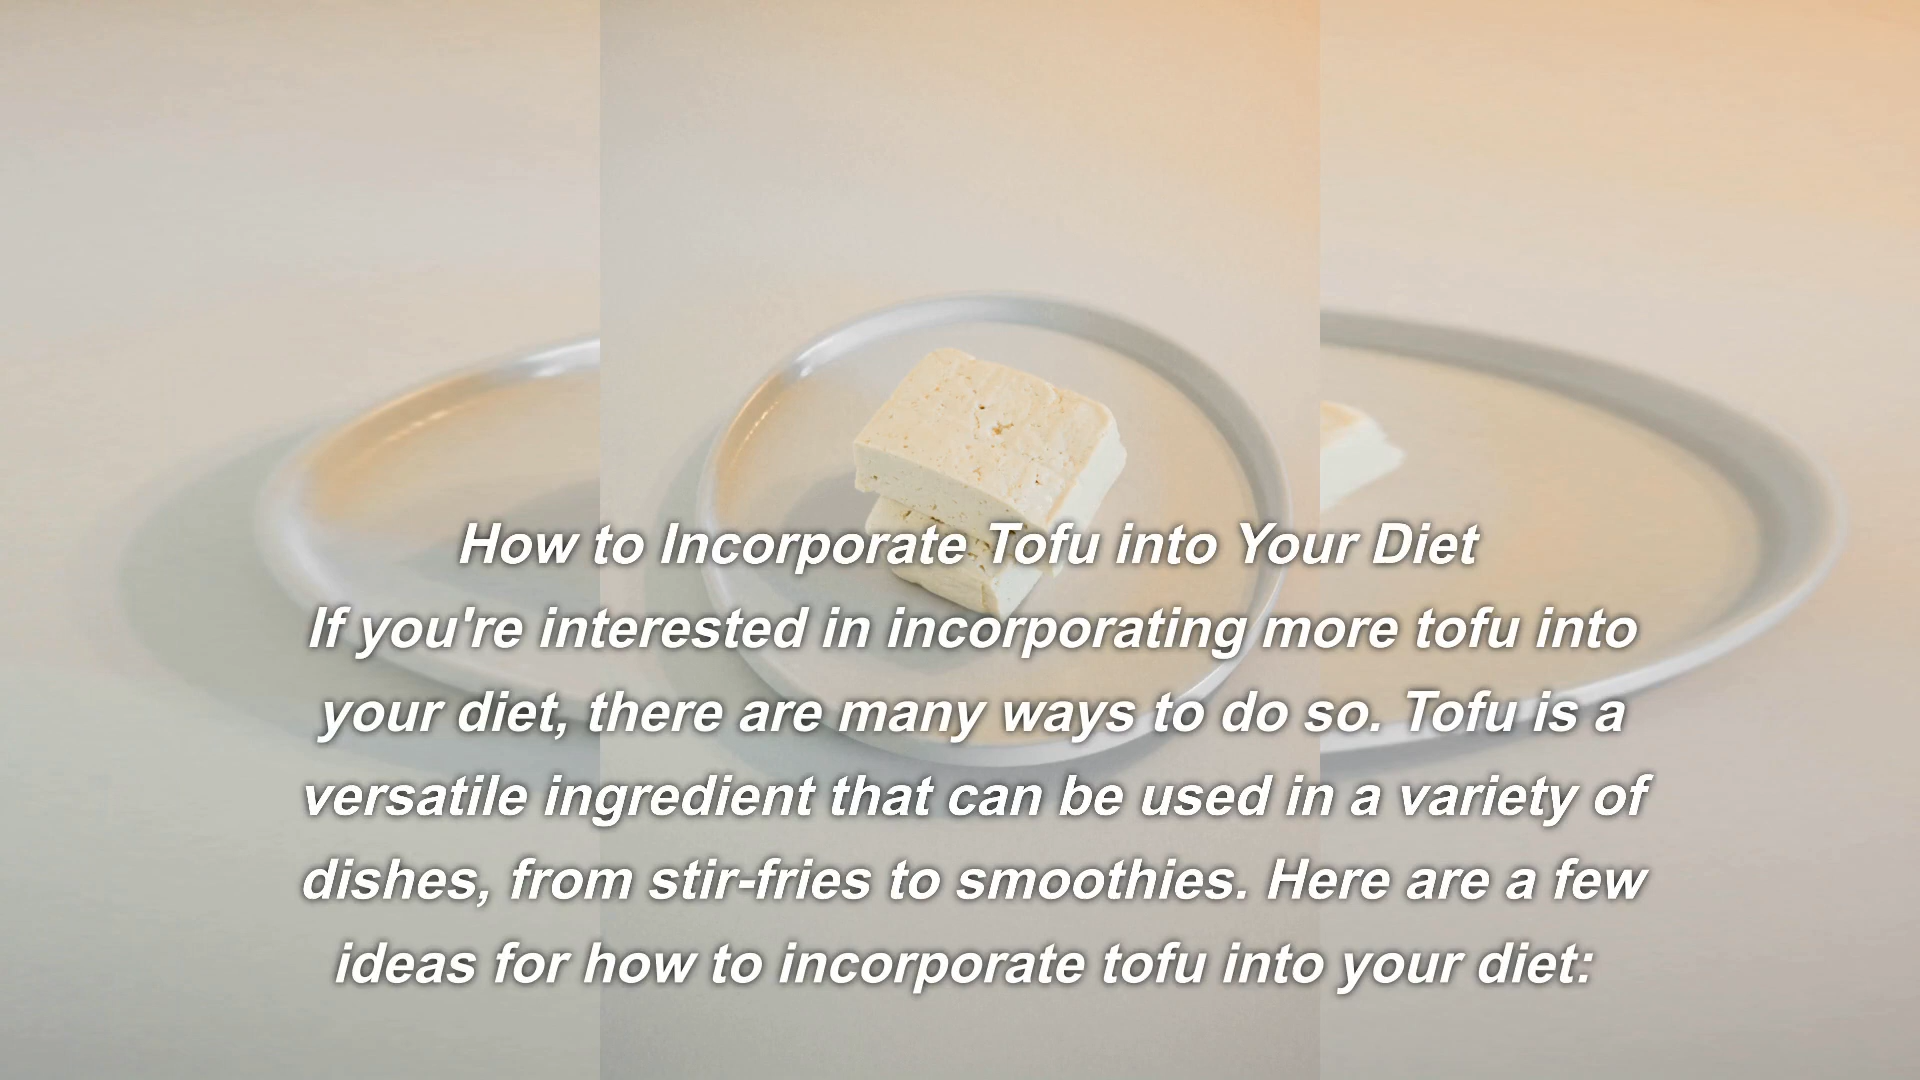 How to Incorporate Tofu into Your Diet
If you're interested in incorporating more tofu into
your diet, there are many ways to do so. Tofu is a
versatile ingredient that can be used in a variety of
dishes, from stir-fries to smoothies. Here are a few
ideas for how to incorporate tofu into your diet: